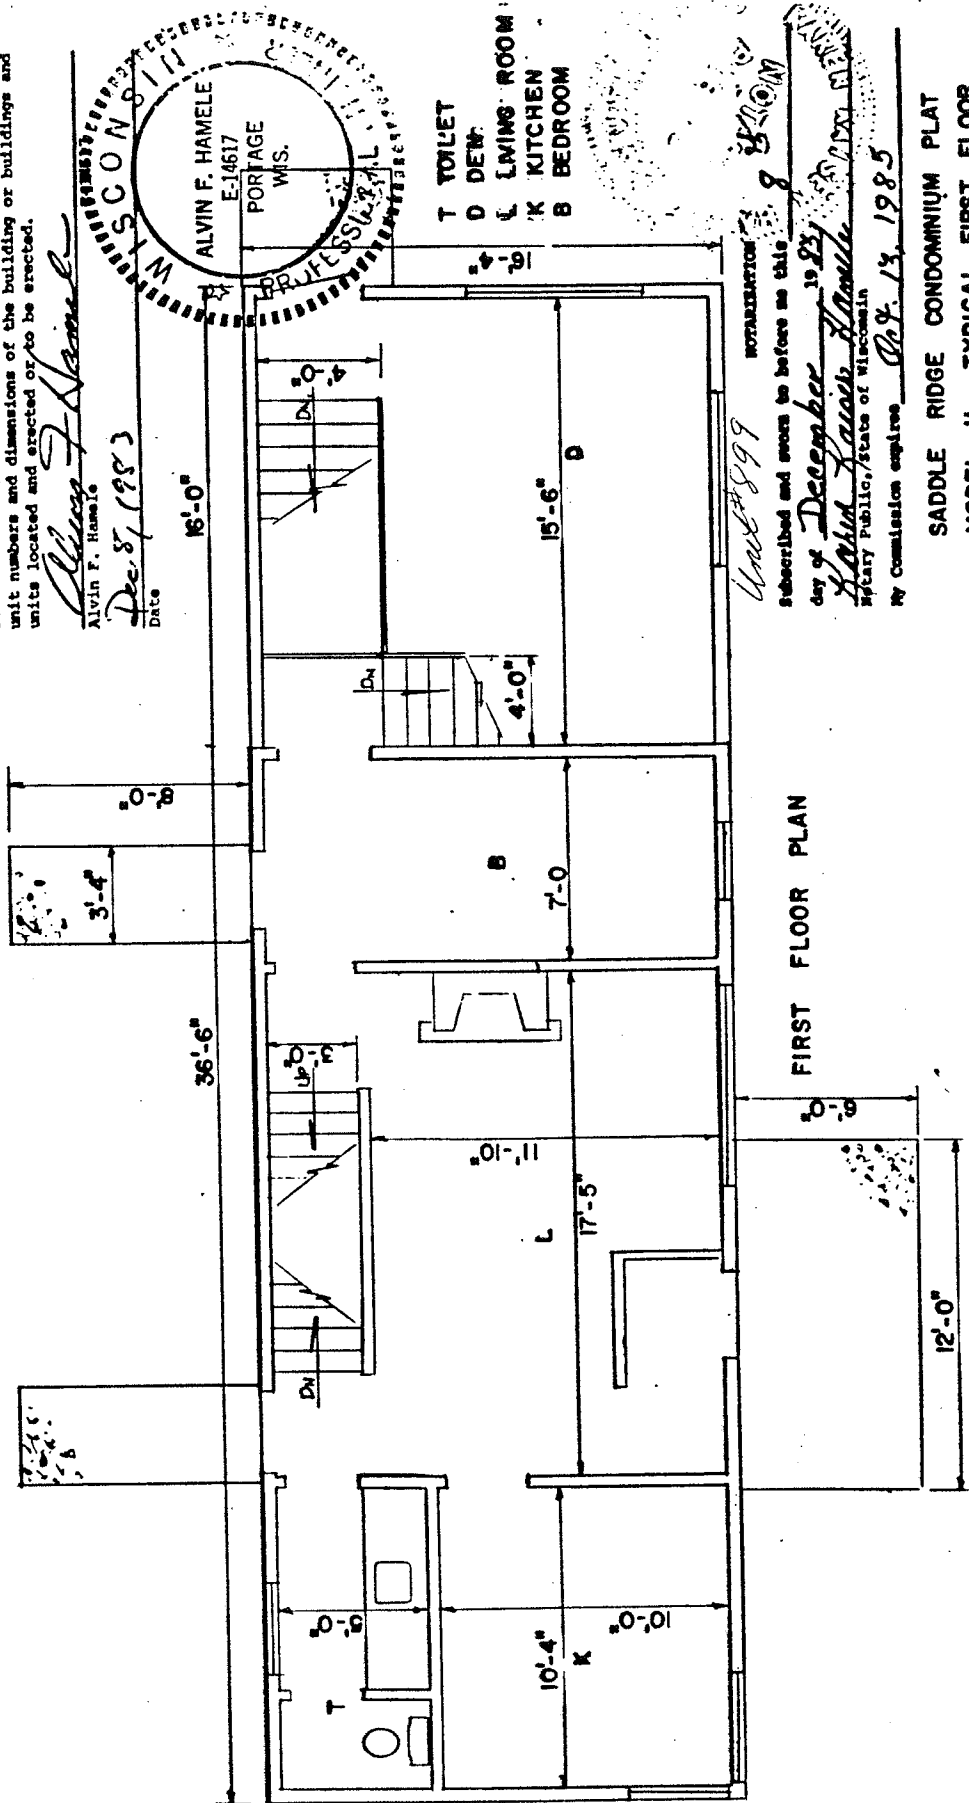 unit numbers and dimensions of the building or buildings and
units located and erected or to be erected.
Alvin F. Hamele
Dec. 8, 1983
Date
WISCONSIN
ALVIN F. HAMELE
E-14617
PORTAGE
WIS.
PROFESSIONAL
T TOILET
D DEN
L LIVING ROOM
K KITCHEN
B BEDROOM
36'-6"
16'-0"
8'-0"
3'-4"
4'-0"
DN
DN
4'-0"
15'-6"
D
B
7'-0
3'-0"
UP
DN
11'-10"
L
17'-5"
T
5'-0"
10'-4"
K
10'-0"
6'-0"
12'-0"
FIRST FLOOR PLAN
Unit #899
NOTARIZATION
Subscribed and sworn to before me this 8
day of December 1983
Notary Public, State of Wisconsin
My Commission expires Oct. 13, 1985
SADDLE RIDGE CONDOMINIUM PLAT
TYPICAL FIRST FLOOR